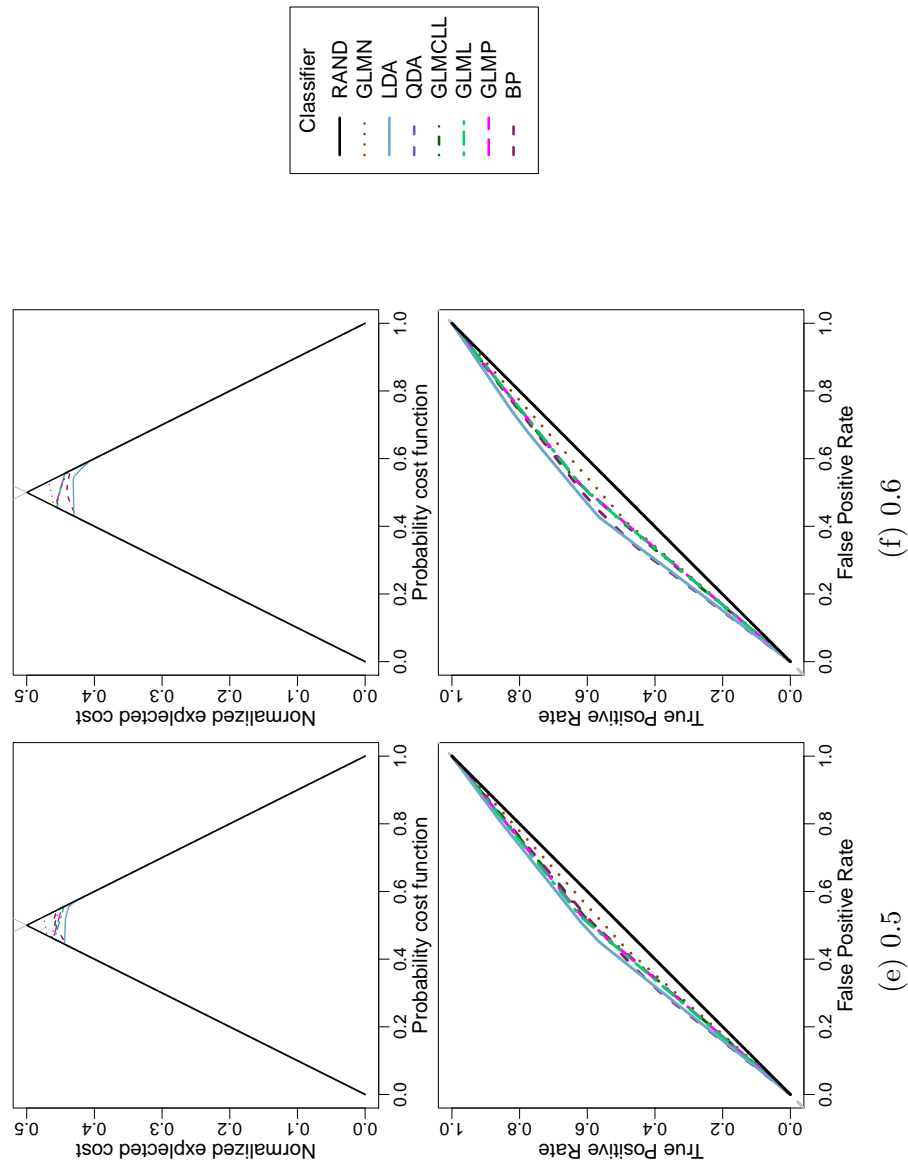 0.0
0.1
0.2
0.3
0.4
0.5
Normalized explected cost
0.0
0.2
0.4
0.6
0.8
1.0
Probability cost function
0.0
0.2
0.4
0.6
0.8
1.0
True Positive Rate
0.0
0.2
0.4
0.6
0.8
1.0
False Positive Rate
(e) 0.5
0.0
0.1
0.2
0.3
0.4
0.5
Normalized explected cost
0.0
0.2
0.4
0.6
0.8
1.0
Probability cost function
0.0
0.2
0.4
0.6
0.8
1.0
True Positive Rate
0.0
0.2
0.4
0.6
0.8
1.0
False Positive Rate
(f) 0.6
Classifier
RAND
GLMN
LDA
QDA
GLMCLL
GLML
GLMP
BP